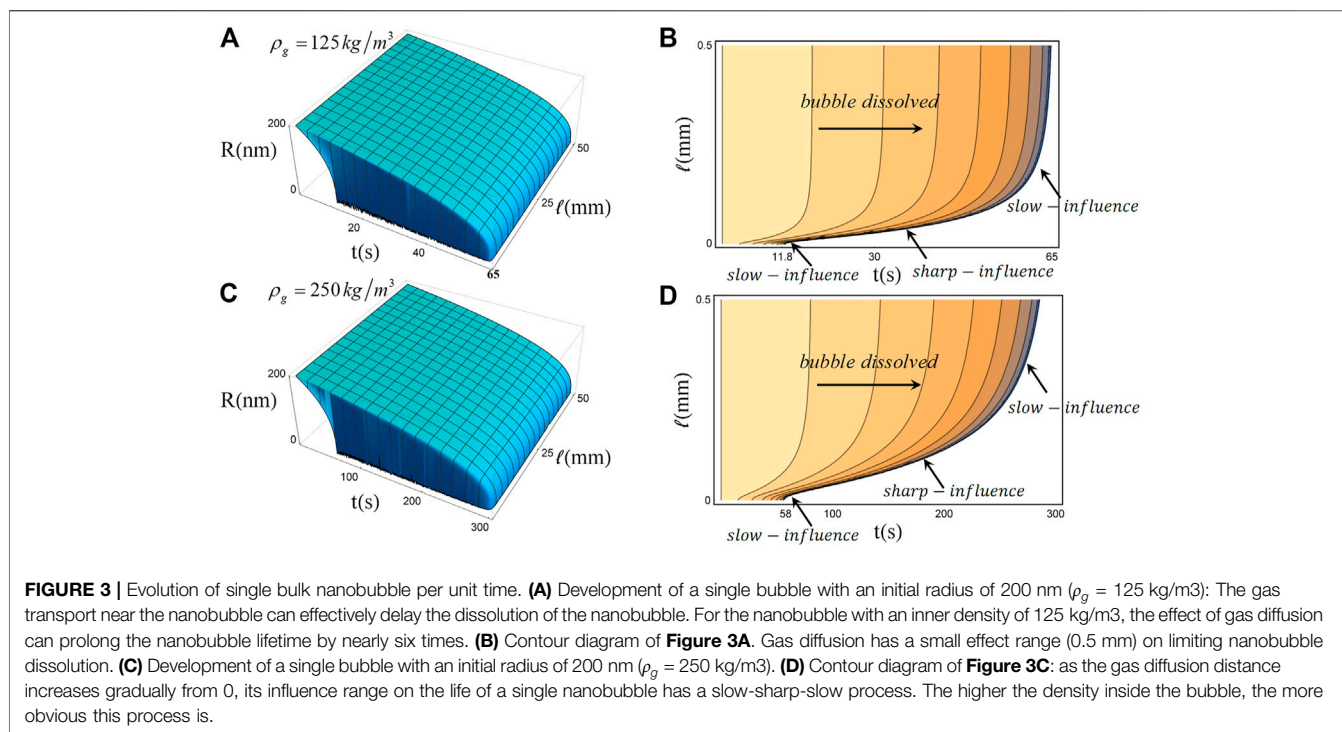 A
ρg = 125 kg/m³
R(nm)
200
0
20
40
65
t(s)
25
50
ℓ(mm)
B
0.5
ℓ(mm)
0
bubble dissolved
slow − influence
11.8
30
65
slow − influence
t(s)
sharp − influence
C
ρg = 250 kg/m³
R(nm)
200
0
100
200
300
t(s)
25
50
ℓ(mm)
D
0.5
ℓ(mm)
0
bubble dissolved
slow − influence
sharp − influence
58
100
200
300
slow − influence
t(s)
FIGURE 3 | Evolution of single bulk nanobubble per unit time. (A) Development of a single bubble with an initial radius of 200 nm (ρg = 125 kg/m3): The gas
transport near the nanobubble can effectively delay the dissolution of the nanobubble. For the nanobubble with an inner density of 125 kg/m3, the effect of gas diffusion
can prolong the nanobubble lifetime by nearly six times. (B) Contour diagram of Figure 3A. Gas diffusion has a small effect range (0.5 mm) on limiting nanobubble
dissolution. (C) Development of a single bubble with an initial radius of 200 nm (ρg = 250 kg/m3). (D) Contour diagram of Figure 3C: as the gas diffusion distance
increases gradually from 0, its influence range on the life of a single nanobubble has a slow-sharp-slow process. The higher the density inside the bubble, the more
obvious this process is.